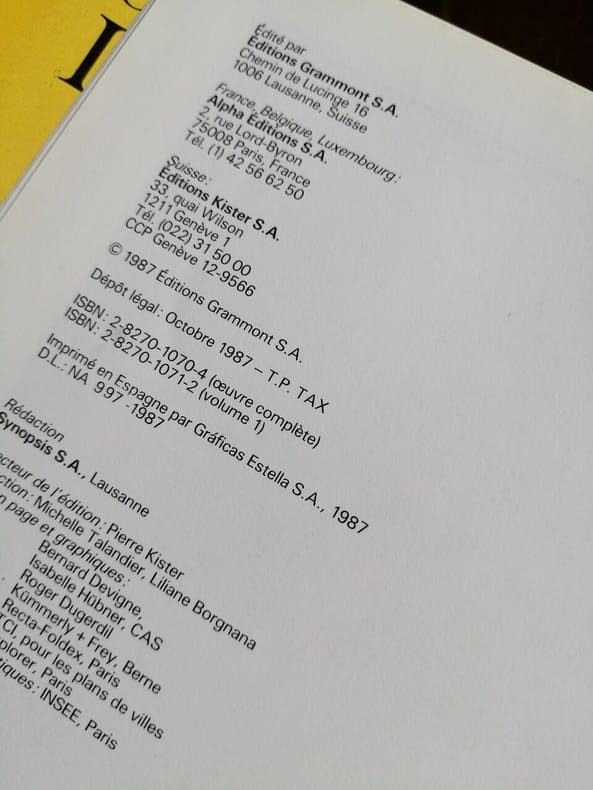 I
Édité par
Éditions Grammont S.A.
Chemin de Lucinge 16
1006 Lausanne, Suisse
France, Belgique, Luxembourg:
Alpha Éditions S.A.
2, rue Lord-Byron
75008 Paris, France
Tél. (1) 42 56 62 50
Suisse:
Éditions Kister S.A.
33, quai Wilson
1211 Genève 1
Tél. (022) 31 50 00
CCP Genève 12-9566
© 1987 Éditions Grammont S.A.
Dépôt légal: Octobre 1987 – T.P. TAX
ISBN: 2-8270-1070-4 (œuvre complète)
ISBN: 2-8270-1071-2 (volume 1)
Imprimé en Espagne par Gráficas Estella S.A., 1987
D.L.: NA 997-1987
Rédaction
Synopsis S.A., Lausanne
ecteur de l'édition: Pierre Kister
ction: Michelle Talandier, Liliane Borgnana
n page et graphiques:
Bernard Devigne,
Isabelle Hübner, CAS
Roger Dugerdil
Kümmerly + Frey, Berne
Recta-Foldex, Paris
TCI, pour les plans de villes
plorer, Paris
tiques: INSEE, Paris